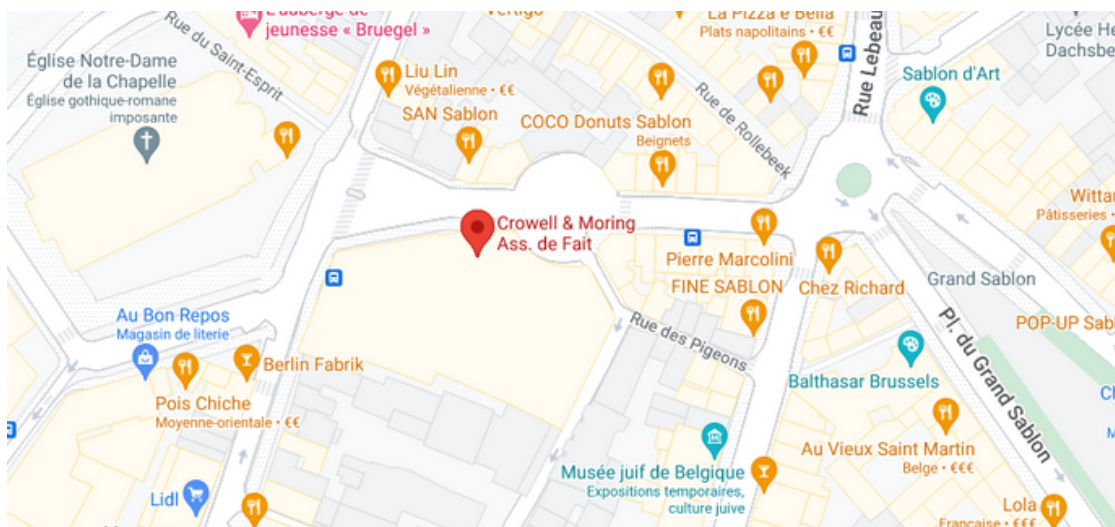 L'auberge de
jeunesse « Bruegel »
Vertigo
La Pizza è Bella
Plats napolitains • €€
Rue du Saint-Esprit
Église Notre-Dame
de la Chapelle
Église gothique-romane
imposante
Liu Lin
Végétalienne • €€
SAN Sablon
COCO Donuts Sablon
Beignets
Rue de Rollebeek
Rue Lebeau
Lycée
Sablon d'Art
Crowell & Moring
Ass. de Fait
Pâtisseries •
Pierre Marcolini
FINE SABLON
Chez Richard
Grand Sablon
POP-UP
Au Bon Repos
Magasin de literie
Berlin Fabrik
Rue des Pigeons
Pl. du Grand Sablon
Balthasar Brussels
Pois Chiche
Moyenne-orientale • €€
Musée juif de Belgique
Expositions temporaires,
culture juive
Au Vieux Saint Martin
Belge • €€€
Lidl
Lola
Française • €€€